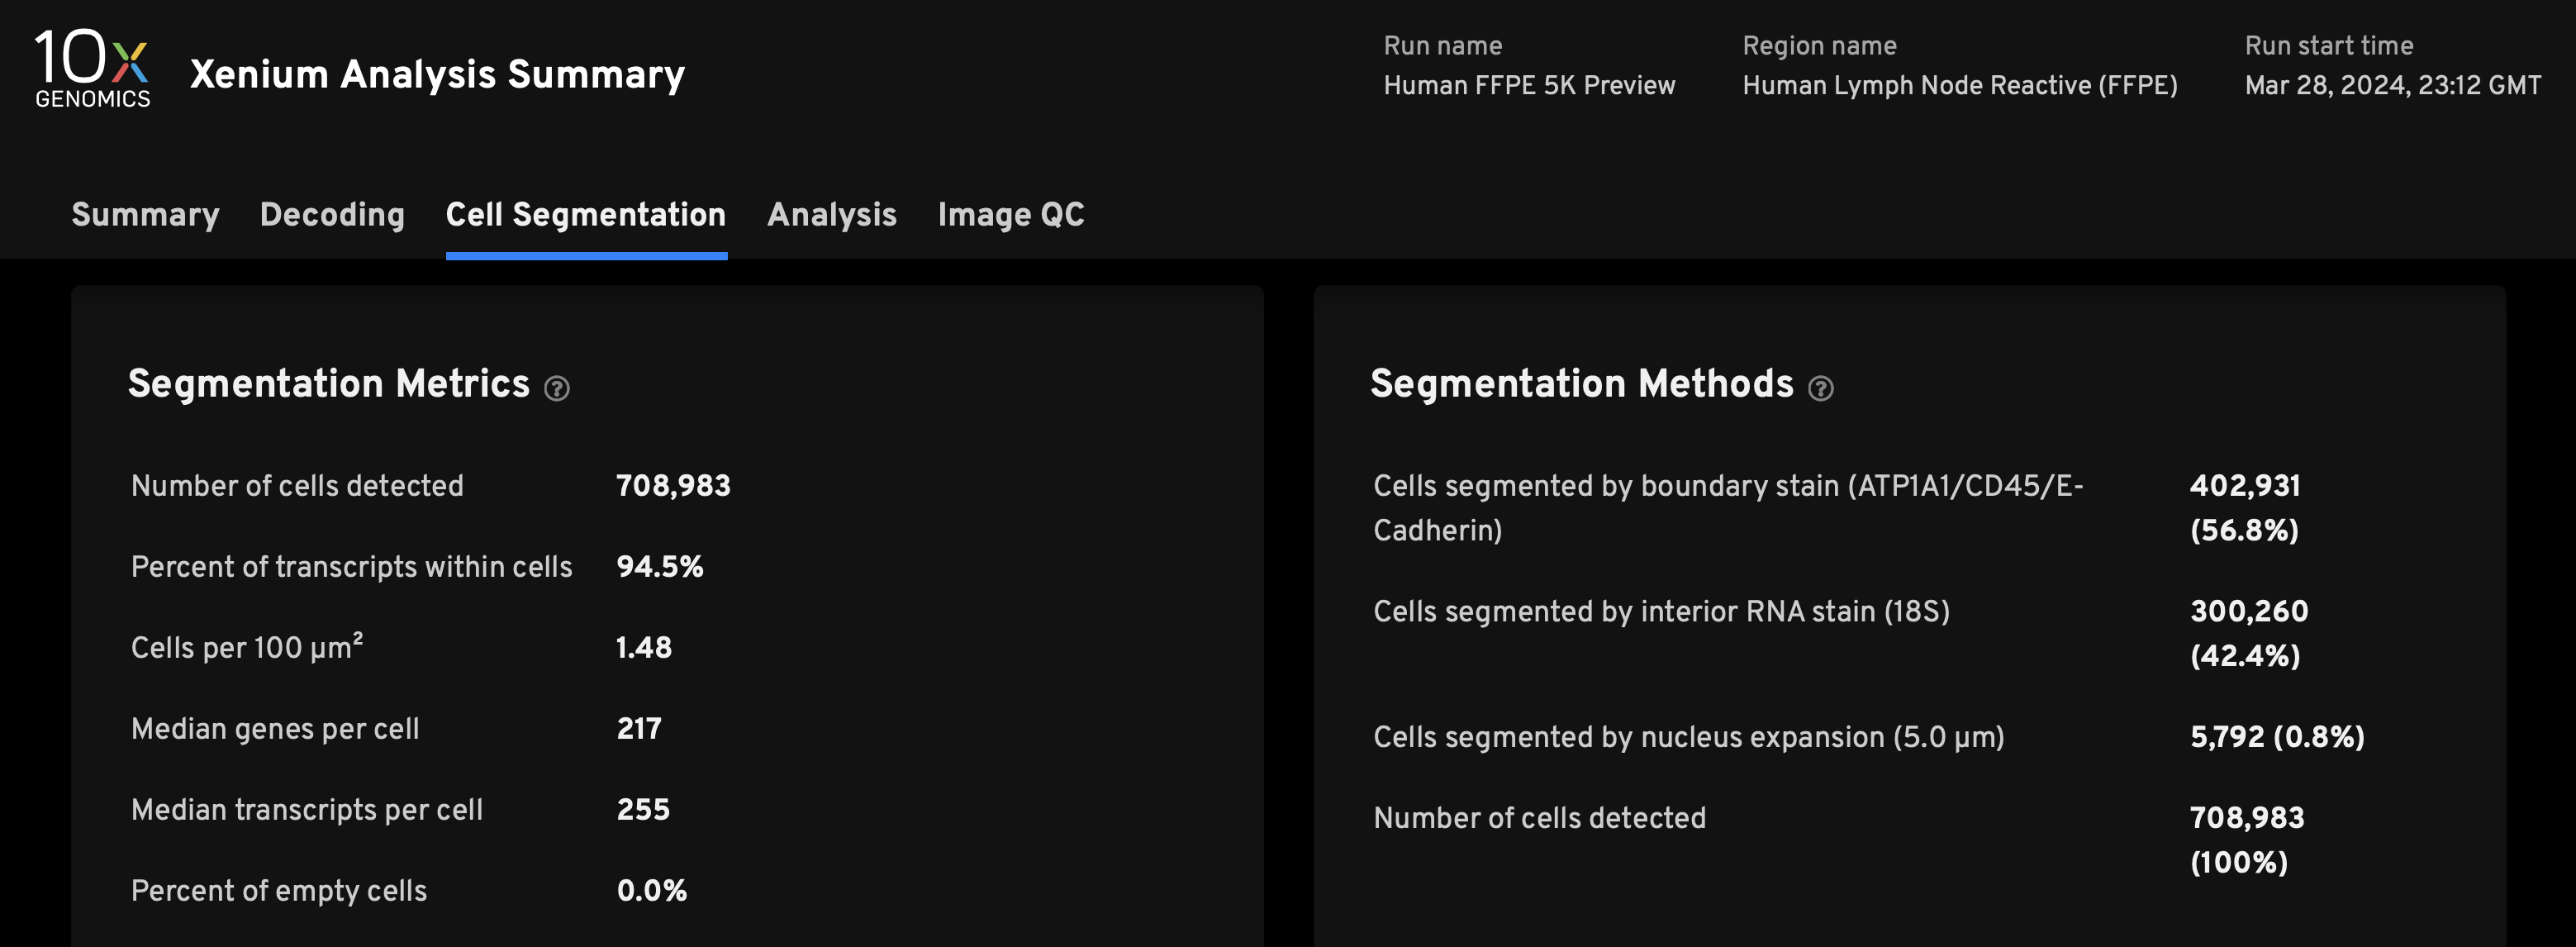 10x
GENOMICS
Xenium Analysis Summary
Run name
Human FFPE 5K Preview
Region name
Human Lymph Node Reactive (FFPE)
Run start time
Mar 28, 2024, 23:12 GMT
Summary Decoding Cell Segmentation Analysis Image QC
Segmentation Metrics ?
Number of cells detected 708,983
Percent of transcripts within cells 94.5%
Cells per 100 µm² 1.48
Median genes per cell 217
Median transcripts per cell 255
Percent of empty cells 0.0%
Segmentation Methods ?
Cells segmented by boundary stain (ATP1A1/CD45/E- 402,931
Cadherin) (56.8%)
Cells segmented by interior RNA stain (18S) 300,260
(42.4%)
Cells segmented by nucleus expansion (5.0 µm) 5,792 (0.8%)
Number of cells detected 708,983
(100%)